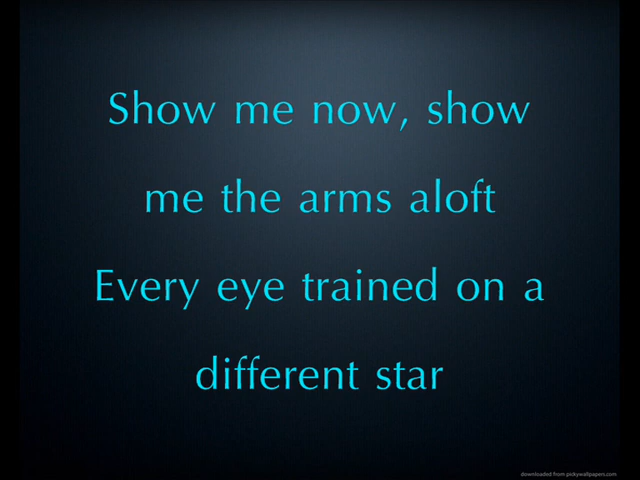 Show me now, show
me the arms aloft
Every eye trained on a
different star
downloaded from pickywallpapers.com